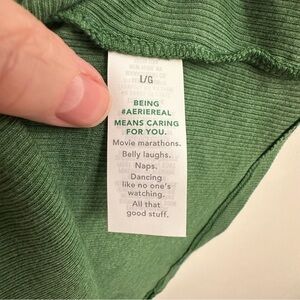 L/G
BEING
#AERIEREAL
MEANS CARING
FOR YOU.
Movie marathons.
Belly laughs.
Naps.
Dancing
like no one's
watching.
All that
good stuff.